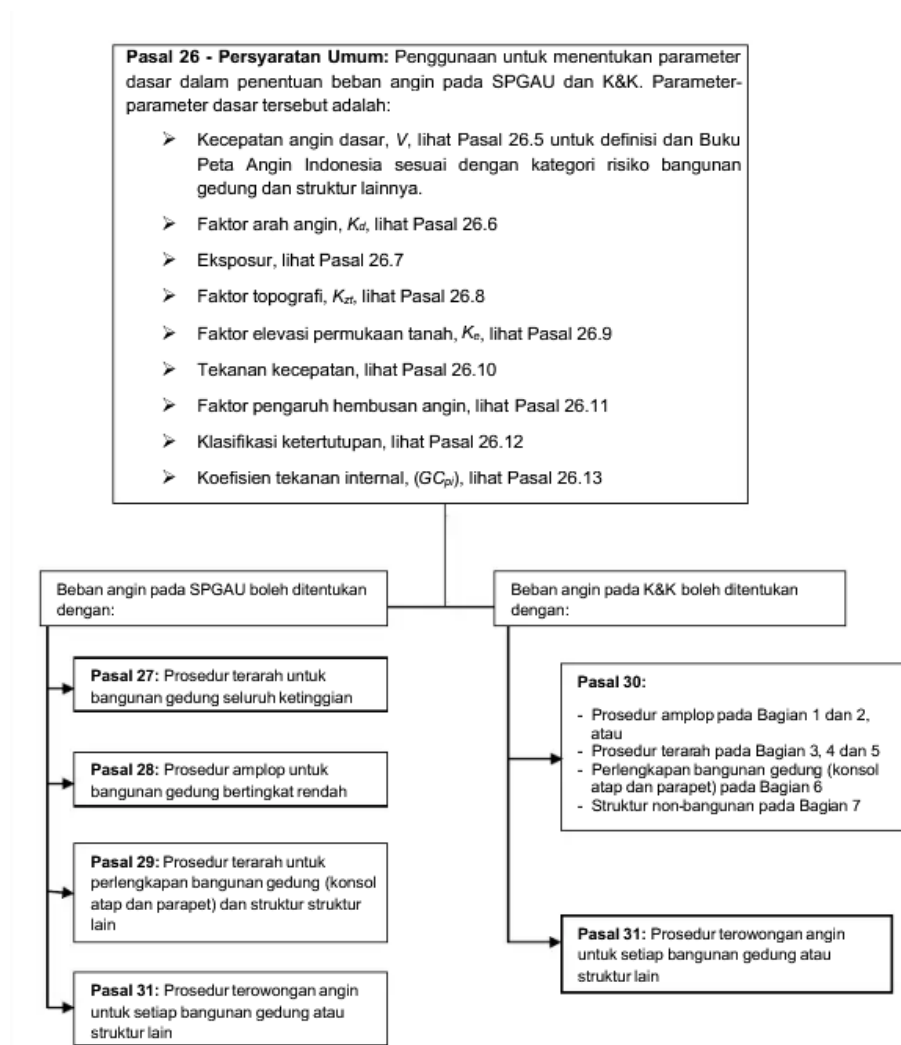 Pasal 26 - Persyaratan Umum: Penggunaan untuk menentukan parameter
dasar dalam penentuan beban angin pada SPGAU dan K&K. Parameter-
parameter dasar tersebut adalah:
➢ Kecepatan angin dasar, V, lihat Pasal 26.5 untuk definisi dan Buku
Peta Angin Indonesia sesuai dengan kategori risiko bangunan
gedung dan struktur lainnya.
➢ Faktor arah angin, Kd, lihat Pasal 26.6
➢ Eksposur, lihat Pasal 26.7
➢ Faktor topografi, Kzt, lihat Pasal 26.8
➢ Faktor elevasi permukaan tanah, Ke, lihat Pasal 26.9
➢ Tekanan kecepatan, lihat Pasal 26.10
➢ Faktor pengaruh hembusan angin, lihat Pasal 26.11
➢ Klasifikasi ketertutupan, lihat Pasal 26.12
➢ Koefisien tekanan internal, (GCpi), lihat Pasal 26.13
Beban angin pada SPGAU boleh ditentukan
dengan:
Pasal 27: Prosedur terarah untuk
bangunan gedung seluruh ketinggian
Pasal 28: Prosedur amplop untuk
bangunan gedung bertingkat rendah
Pasal 29: Prosedur terarah untuk
perlengkapan bangunan gedung (konsol
atap dan parapet) dan struktur struktur
lain
Pasal 31: Prosedur terowongan angin
untuk setiap bangunan gedung atau
struktur lain
Beban angin pada K&K boleh ditentukan
dengan:
Pasal 30:
- Prosedur amplop pada Bagian 1 dan 2,
atau
- Prosedur terarah pada Bagian 3, 4 dan 5
- Perlengkapan bangunan gedung (konsol
atap dan parapet) pada Bagian 6
- Struktur non-bangunan pada Bagian 7
Pasal 31: Prosedur terowongan angin
untuk setiap bangunan gedung atau
struktur lain